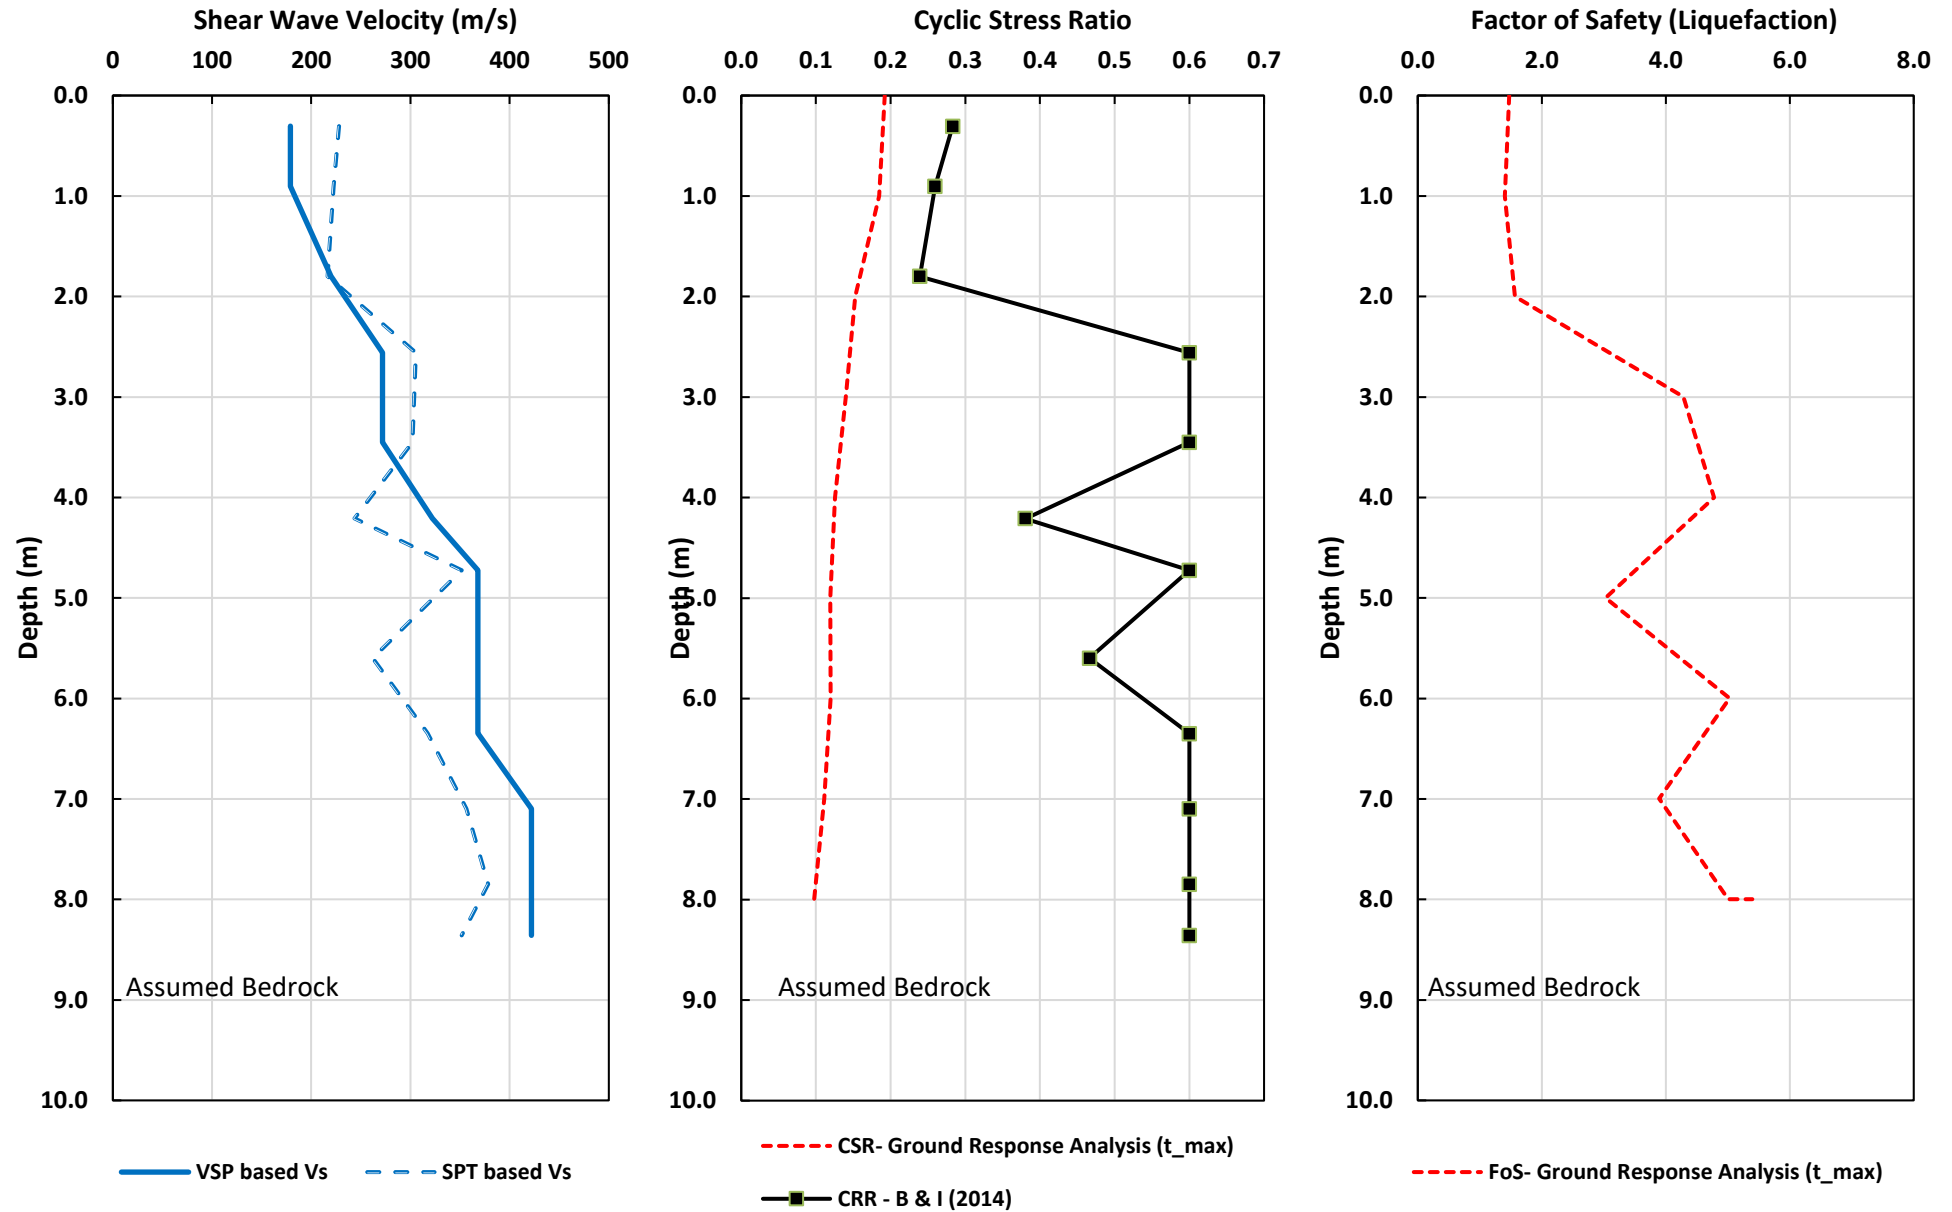 Shear Wave Velocity (m/s)
0 100 200 300 400 500
0.0
1.0
2.0
3.0
4.0
5.0
6.0
7.0
8.0
9.0
10.0
Depth (m)
Assumed Bedrock
VSP based Vs
SPT based Vs
Cyclic Stress Ratio
0.0 0.1 0.2 0.3 0.4 0.5 0.6 0.7
0.0
1.0
2.0
3.0
4.0
5.0
6.0
7.0
8.0
9.0
10.0
Depth (m)
Assumed Bedrock
CSR- Ground Response Analysis (t_max)
CRR - B & I (2014)
Factor of Safety (Liquefaction)
0.0 2.0 4.0 6.0 8.0
0.0
1.0
2.0
3.0
4.0
5.0
6.0
7.0
8.0
9.0
10.0
Depth (m)
Assumed Bedrock
FoS- Ground Response Analysis (t_max)